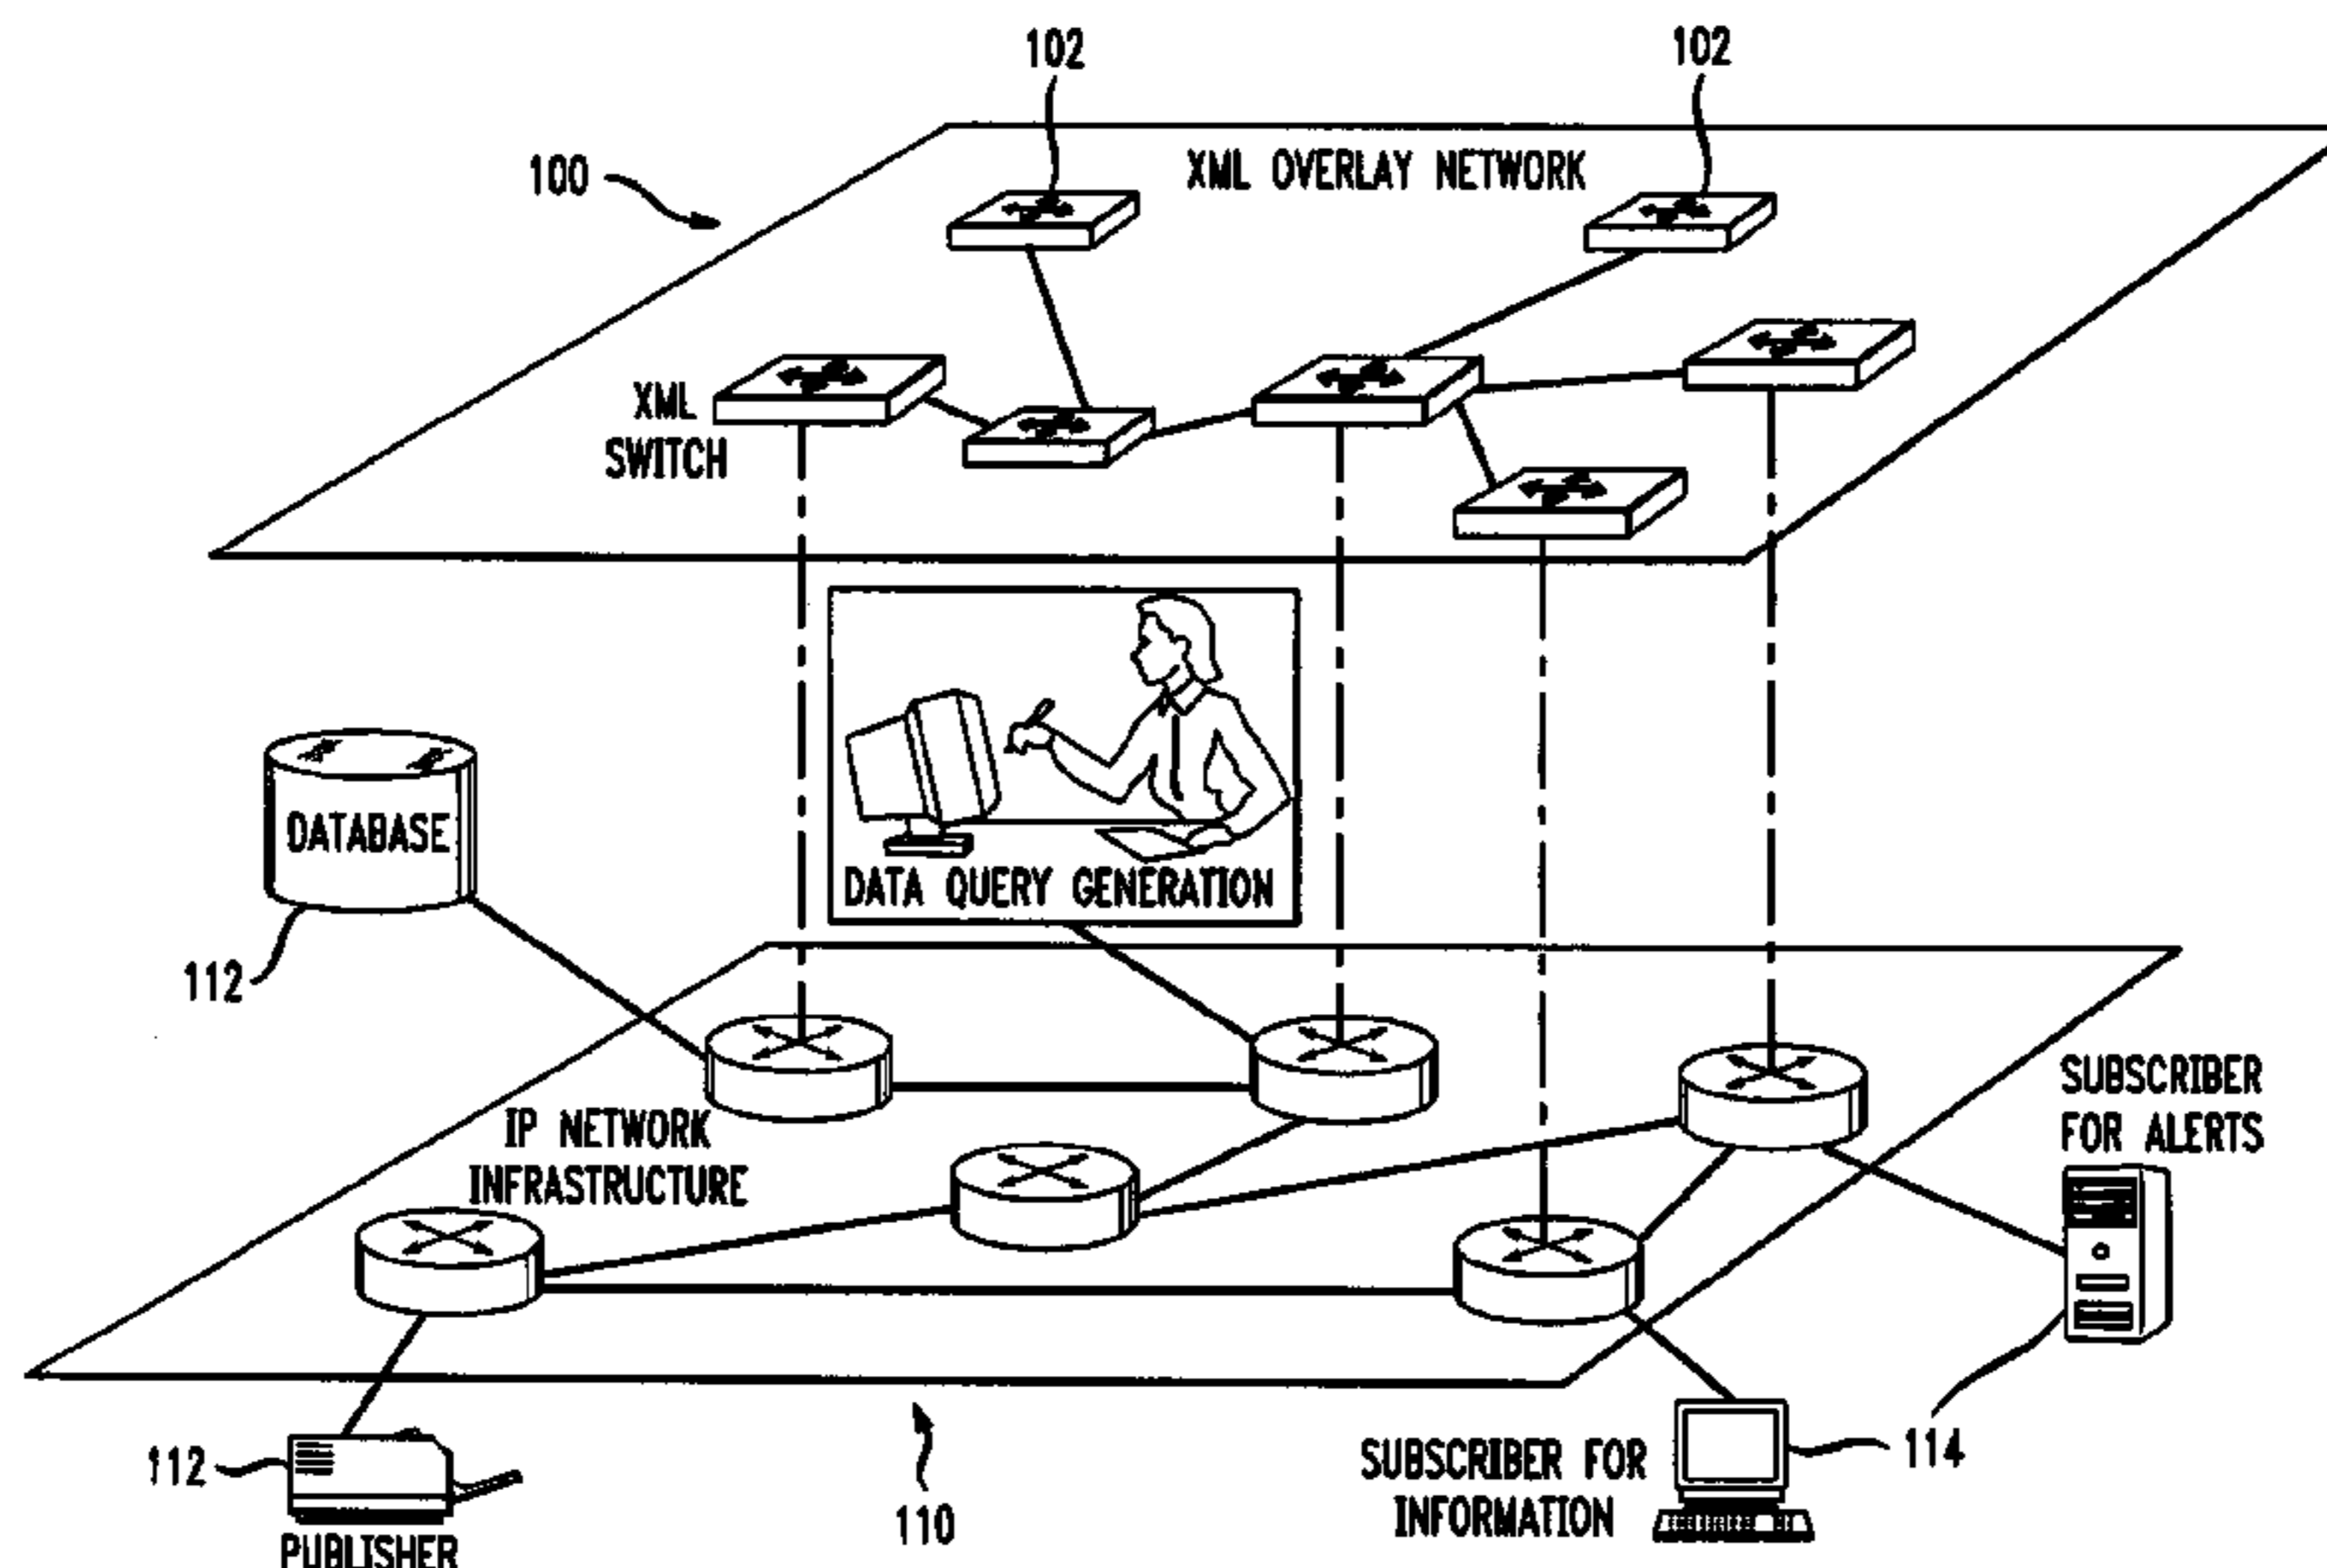 102
102
100
XML OVERLAY NETWORK
XML
SWITCH
DATABASE
DATA QUERY GENERATION
112
SUBSCRIBER
FOR ALERTS
IP NETWORK
INFRASTRUCTURE
112
PUBLISHER
110
SUBSCRIBER FOR
INFORMATION
114